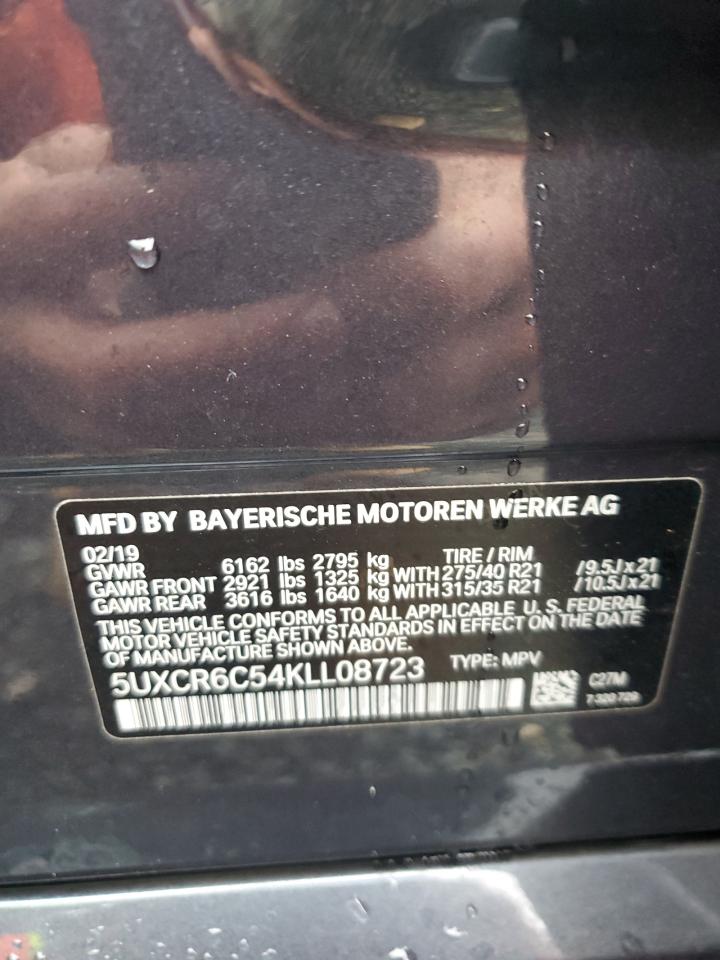 MFD BY BAYERISCHE MOTOREN WERKE AG
02/19 TIRE / RIM
GVWR 6162 lbs 2795 kg
GAWR FRONT 2921 lbs 1325 kg WITH 275/40 R21 /9.5J x 21
GAWR REAR 3616 lbs 1640 kg WITH 315/35 R21 /10.5J x 21
THIS VEHICLE CONFORMS TO ALL APPLICABLE U. S. FEDERAL
MOTOR VEHICLE SAFETY STANDARDS IN EFFECT ON THE DATE
OF MANUFACTURE SHOWN ABOVE.
5UXCR6C54KLL08723 TYPE: MPV
C27M
7 320 729